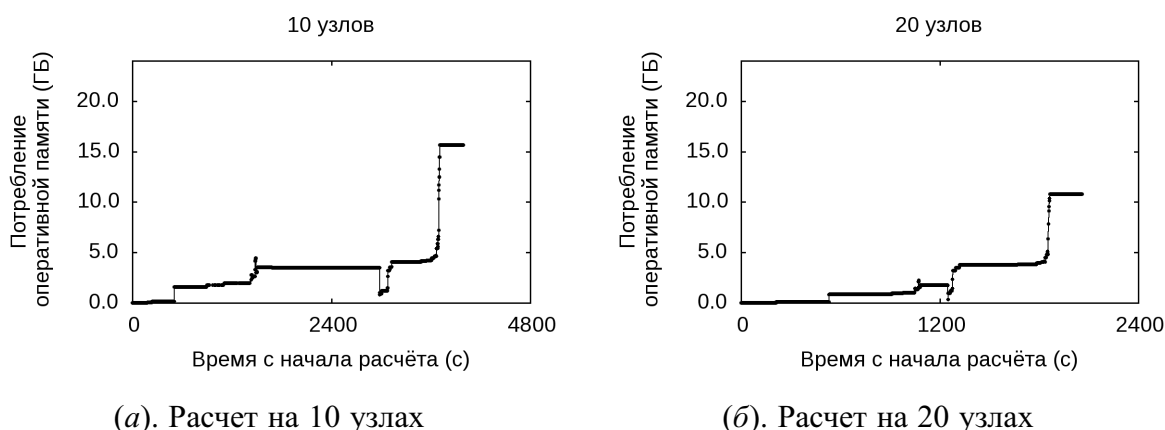 10 узлов
Потребление
оперативной памяти (ГБ)
20.0
15.0
10.0
5.0
0.0
0 2400 4800
Время с начала расчёта (с)
(а). Расчет на 10 узлах
20 узлов
Потребление
оперативной памяти (ГБ)
20.0
15.0
10.0
5.0
0.0
0 1200 2400
Время с начала расчёта (с)
(б). Расчет на 20 узлах